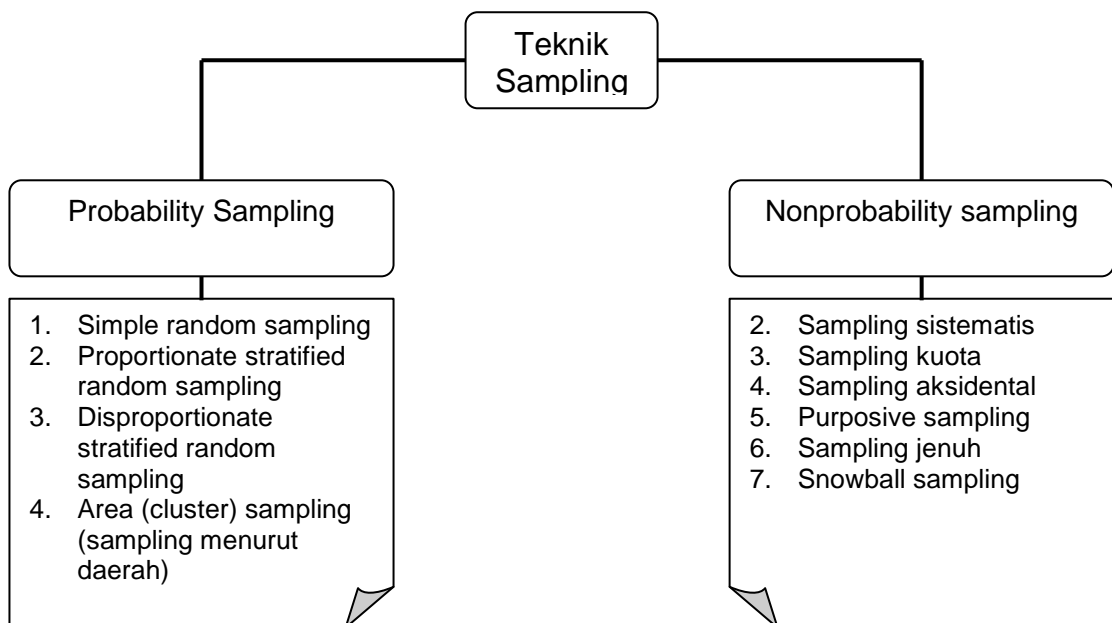 Teknik
Sampling
Probability Sampling
Nonprobability sampling
1. Simple random sampling
2. Proportionate stratified
random sampling
3. Disproportionate
stratified random
sampling
4. Area (cluster) sampling
(sampling menurut
daerah)
2. Sampling sistematis
3. Sampling kuota
4. Sampling aksidental
5. Purposive sampling
6. Sampling jenuh
7. Snowball sampling